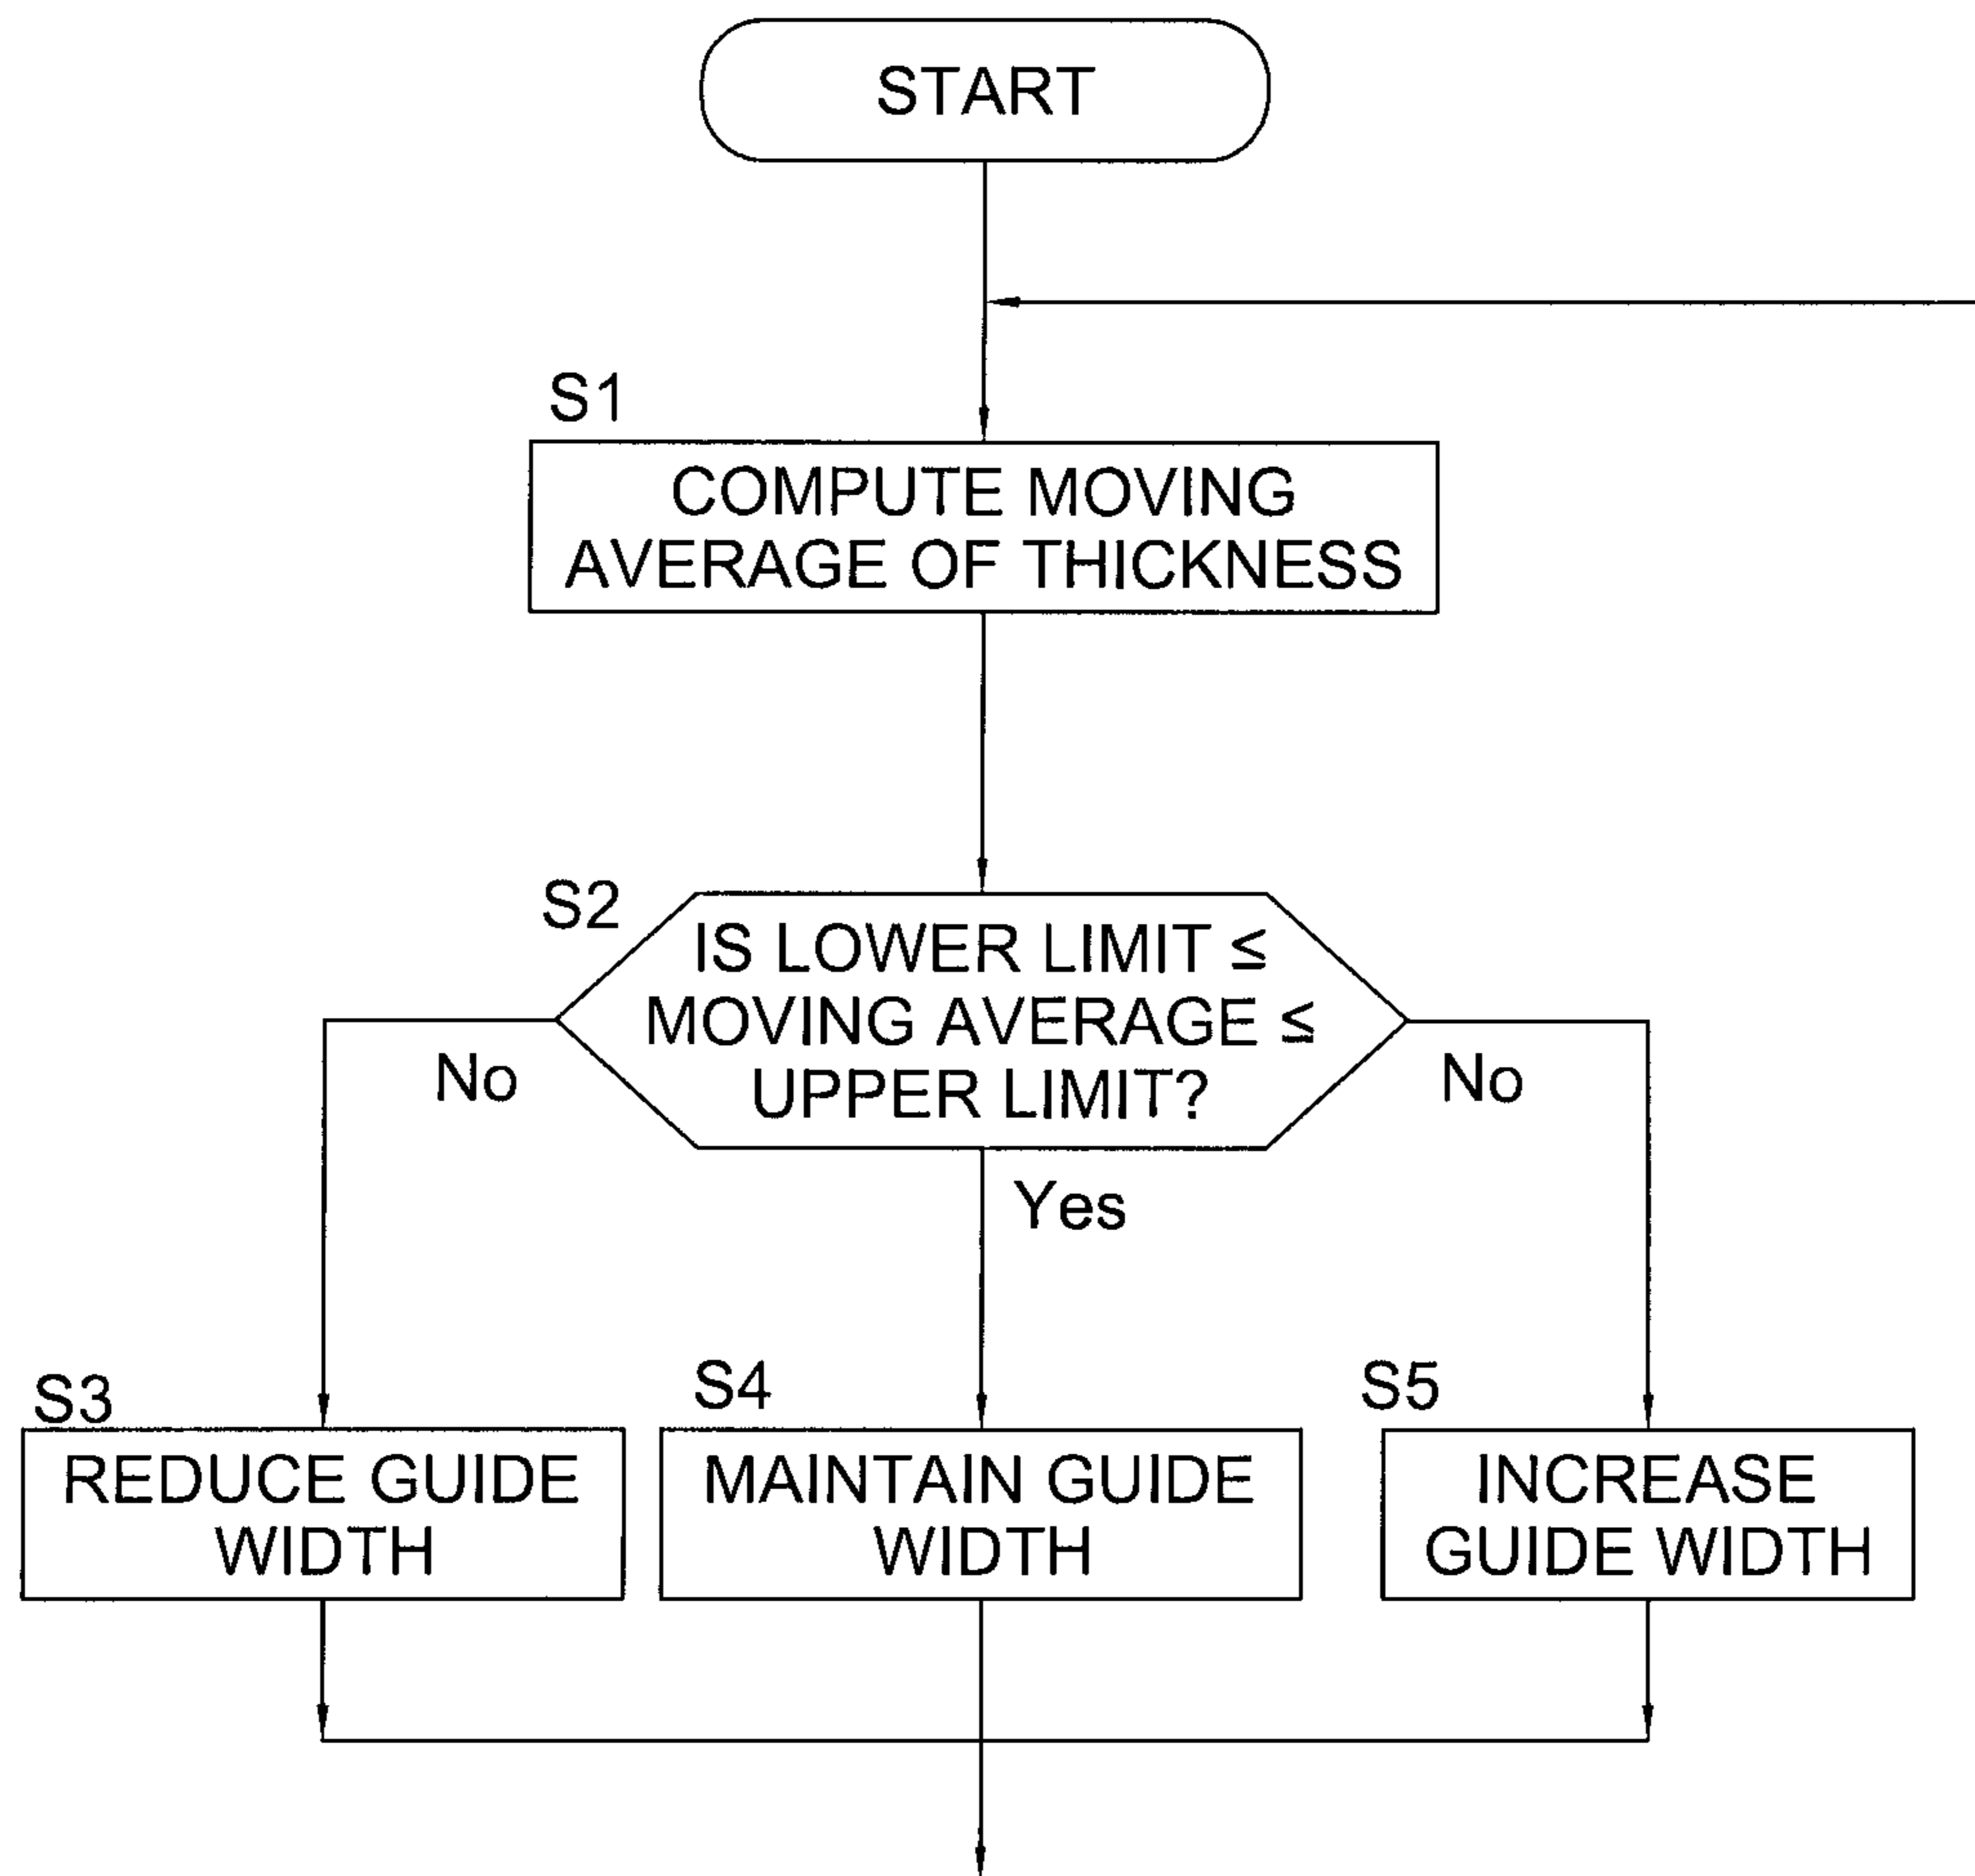 START
S1
COMPUTE MOVING
AVERAGE OF THICKNESS
S2
IS LOWER LIMIT ≤
MOVING AVERAGE ≤
UPPER LIMIT?
No
No
Yes
S3
REDUCE GUIDE
WIDTH
S4
MAINTAIN GUIDE
WIDTH
S5
INCREASE
GUIDE WIDTH